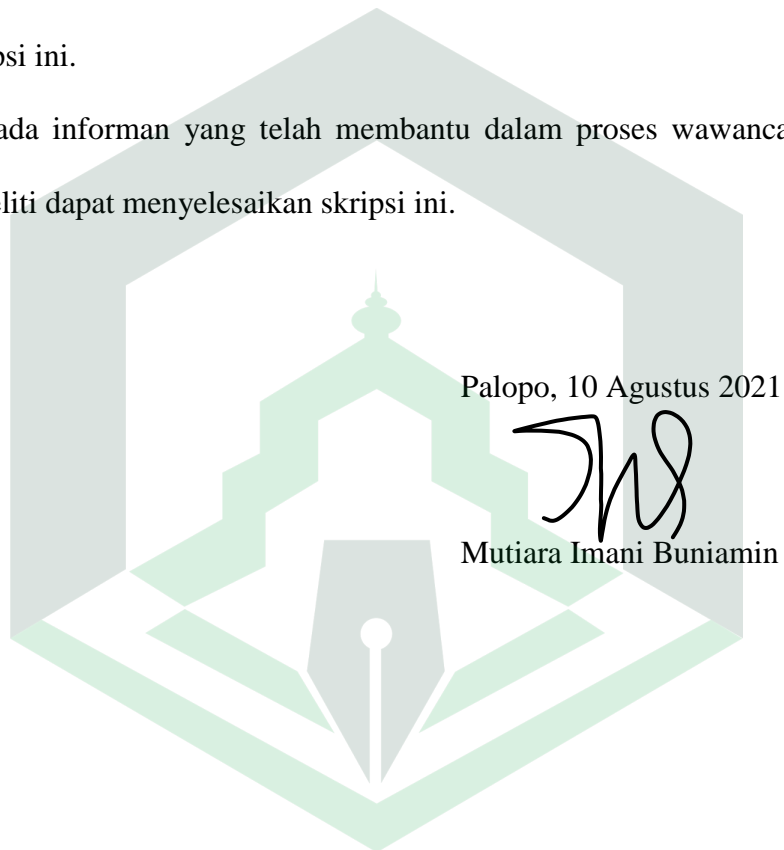 psi ini.
ada informan yang telah membantu dalam proses wawanca
eliti dapat menyelesaikan skripsi ini.
Palopo, 10 Agustus 2021
Mutiara Imani Buniamin